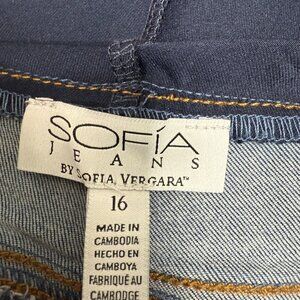 SOFÍA
JEANS
BY SOFIA VERGARA™
16
MADE IN
CAMBODIA
HECHO EN
CAMBOYA
FABRIQUÉ AU
CAMBODGE